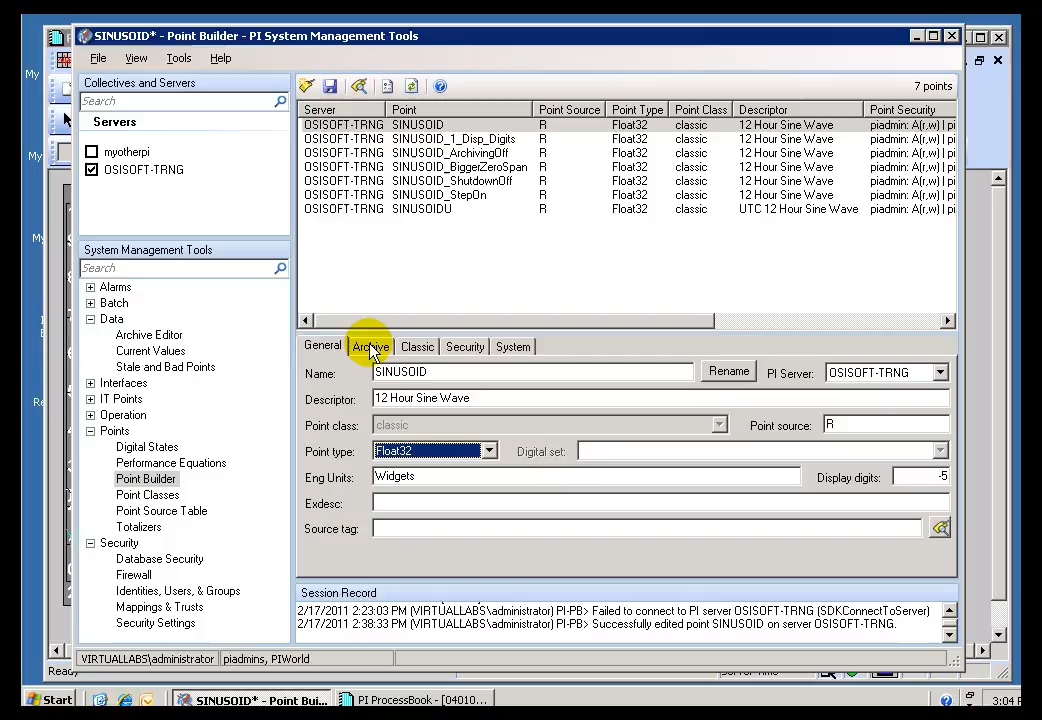 SINUSOID* - Point Builder - PI System Management Tools
File View Tools Help
Collectives and Servers
Search
Servers
myotherpi
OSISOFT-TRNG
System Management Tools
Search
Alarms
Batch
Data
Archive Editor
Current Values
Stale and Bad Points
Interfaces
IT Points
Operation
Points
Digital States
Performance Equations
Point Builder
Point Classes
Point Source Table
Totalizers
Security
Database Security
Firewall
Identities, Users, & Groups
Mappings & Trusts
Security Settings
7 points
Server Point Point Source Point Type Point Class Descriptor Point Security
OSISOFT-TRNG SINUSOID R Float32 classic 12 Hour Sine Wave piadmin: A(r,w) | pi
OSISOFT-TRNG SINUSOID_1_Disp_Digits R Float32 classic 12 Hour Sine Wave piadmin: A(r,w) | pi
OSISOFT-TRNG SINUSOID_ArchivingOff R Float32 classic 12 Hour Sine Wave piadmin: A(r,w) | pi
OSISOFT-TRNG SINUSOID_BiggerZeroSpan R Float32 classic 12 Hour Sine Wave piadmin: A(r,w) | pi
OSISOFT-TRNG SINUSOID_ShutdownOff R Float32 classic 12 Hour Sine Wave piadmin: A(r,w) | pi
OSISOFT-TRNG SINUSOID_StepOn R Float32 classic 12 Hour Sine Wave piadmin: A(r,w) | pi
OSISOFT-TRNG SINUSOIDU R Float32 classic UTC 12 Hour Sine Wave piadmin: A(r,w) | pi
General Archive Classic Security System
Name: SINUSOID Rename PI Server: OSISOFT-TRNG
Descriptor: 12 Hour Sine Wave
Point class: classic Point source: R
Point type: Float32 Digital set:
Eng Units: Widgets Display digits: -5
Exdesc:
Source tag:
Session Record
2/17/2011 2:23:03 PM (VIRTUALLABS\administrator) PI-PB> Failed to connect to PI server OSISOFT-TRNG (SDKConnectToServer)
2/17/2011 2:38:33 PM (VIRTUALLABS\administrator) PI-PB> Successfully edited point SINUSOID on server OSISOFT-TRNG.
VIRTUALLABS\administrator piadmins, PIWorld
My
My
My
Re
Start SINUSOID* - Point Bui... PI ProcessBook - [04010... 3:04